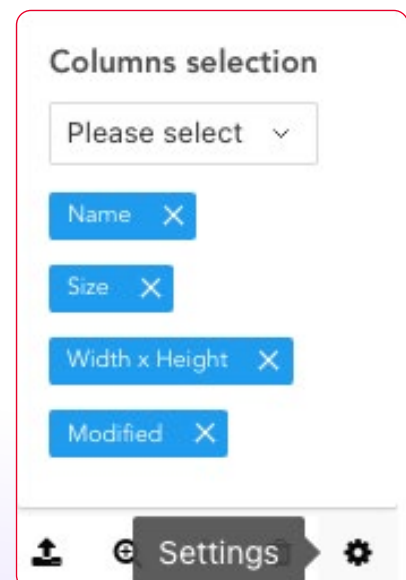 Columns selection
Please select
Name
Size
Width x Height
Modified
Settings